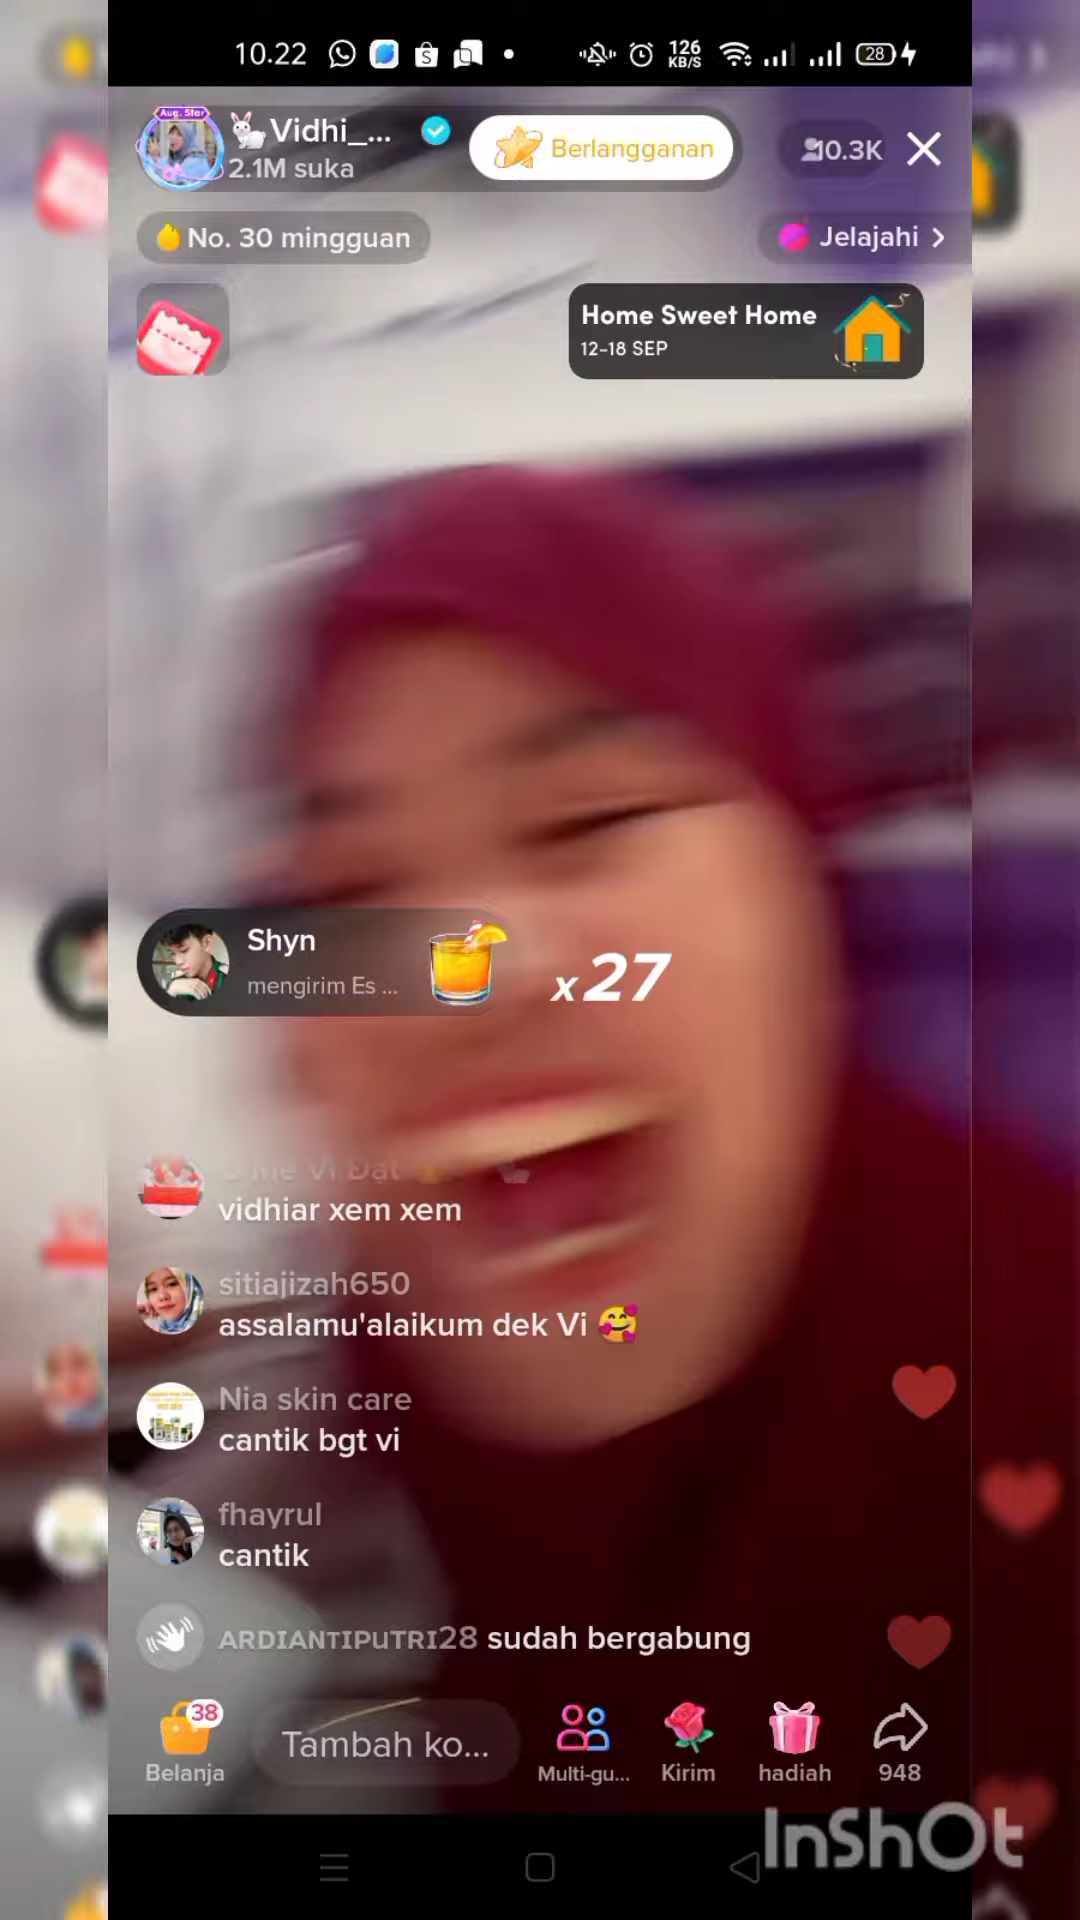 10.22
126
KB/S
28
Aug. Star
Vidhi_...
2.1M suka
Berlangganan
10.3K
No. 30 mingguan
Jelajahi
Home Sweet Home
12-18 SEP
Shyn
mengirim Es ...
x27
vidhiar xem xem
sitiajizah650
assalamu'alaikum dek Vi
Nia skin care
cantik bgt vi
fhayrul
cantik
ARDIANTIPUTRI28 sudah bergabung
38
Belanja
Tambah ko...
Multi-gu...
Kirim
hadiah
948
InShOt